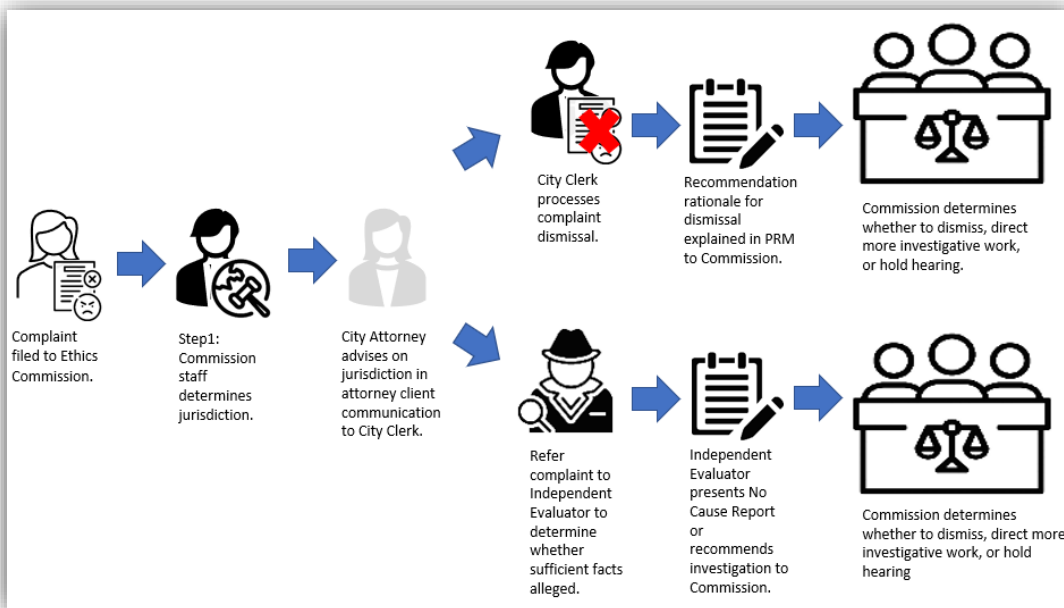 Complaint
filed to Ethics
Commission.
Step1:
Commission
staff
determines
jurisdiction.
City Attorney
advises on
jurisdiction in
attorney client
communication
to City Clerk.
City Clerk
processes
complaint
dismissal.
Recommendation
rationale for
dismissal
explained in PRM
to Commission.
Commission determines
whether to dismiss, direct
more investigative work,
or hold hearing.
Refer
complaint to
Independent
Evaluator to
determine
whether
sufficient facts
alleged.
Independent
Evaluator
presents No
Cause Report
or
recommends
investigation to
Commission.
Commission determines
whether to dismiss, direct more
investigative work, or hold
hearing